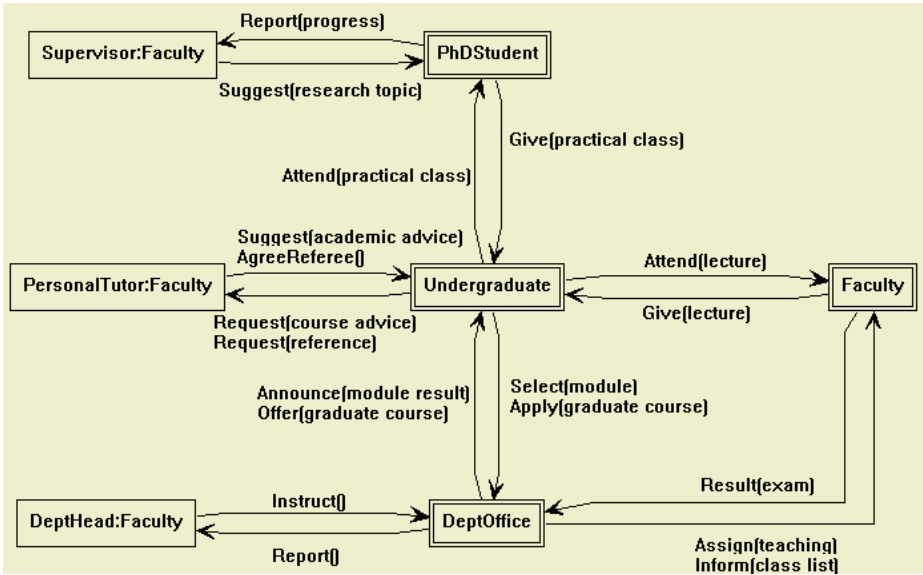 Report(progress)
Supervisor:Faculty
PhDStudent
Suggest(research topic)
Give(practical class)
Attend(practical class)
Suggest(academic advice)
AgreeReferee()
PersonalTutor:Faculty
Undergraduate
Attend(lecture)
Faculty
Give(lecture)
Request(course advice)
Request(reference)
Announce(module result)
Offer(graduate course)
Select(module)
Apply(graduate course)
Result(exam)
Instruct()
DeptHead:Faculty
DeptOffice
Report()
Assign(teaching)
Inform(class list)